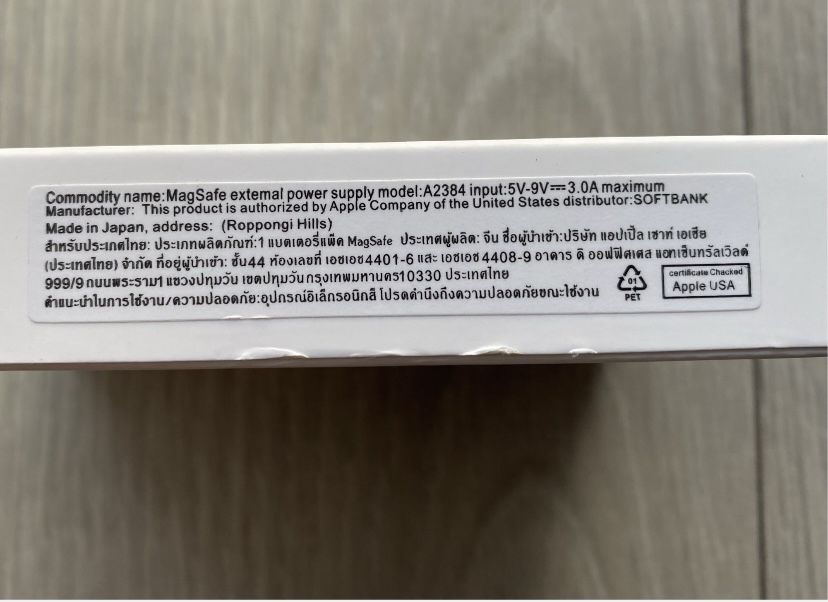 Commodity name:MagSafe external power supply model:A2384 input:5V-9V⎓3.0A maximum
Manufacturer: This product is authorized by Apple Company of the United States distributor:SOFTBANK
Made in Japan, address: (Roppongi Hills)
สำหรับประเทศไทย: ประเภทผลิตภัณฑ์:1 แบตเตอรี่แพ็ค MagSafe ประเทศผู้ผลิต: จีน ชื่อผู้นำเข้า:บริษัท แอปเปิ้ล เซาท์ เอเชีย
(ประเทศไทย) จำกัด ที่อยู่ผู้นำเข้า: ชั้น44 ห้องเลขที่ เอชเอช4401-6 และ เอชเอช 4408-9 อาคาร ดิ ออฟฟิศเศส แอทเซ็นทรัลเวิลด์
999/9 ถนนพระราม1 แขวงปทุมวัน เขตปทุมวันกรุงเทพมหานคร10330 ประเทศไทย
คำแนะนำในการใช้งาน/ความปลอดภัย:อุปกรณ์อิเล็กรอนิกส์ โปรดคำนึงถึงความปลอดภัยขณะใช้งาน
01
PET
certificate Checked
Apple USA